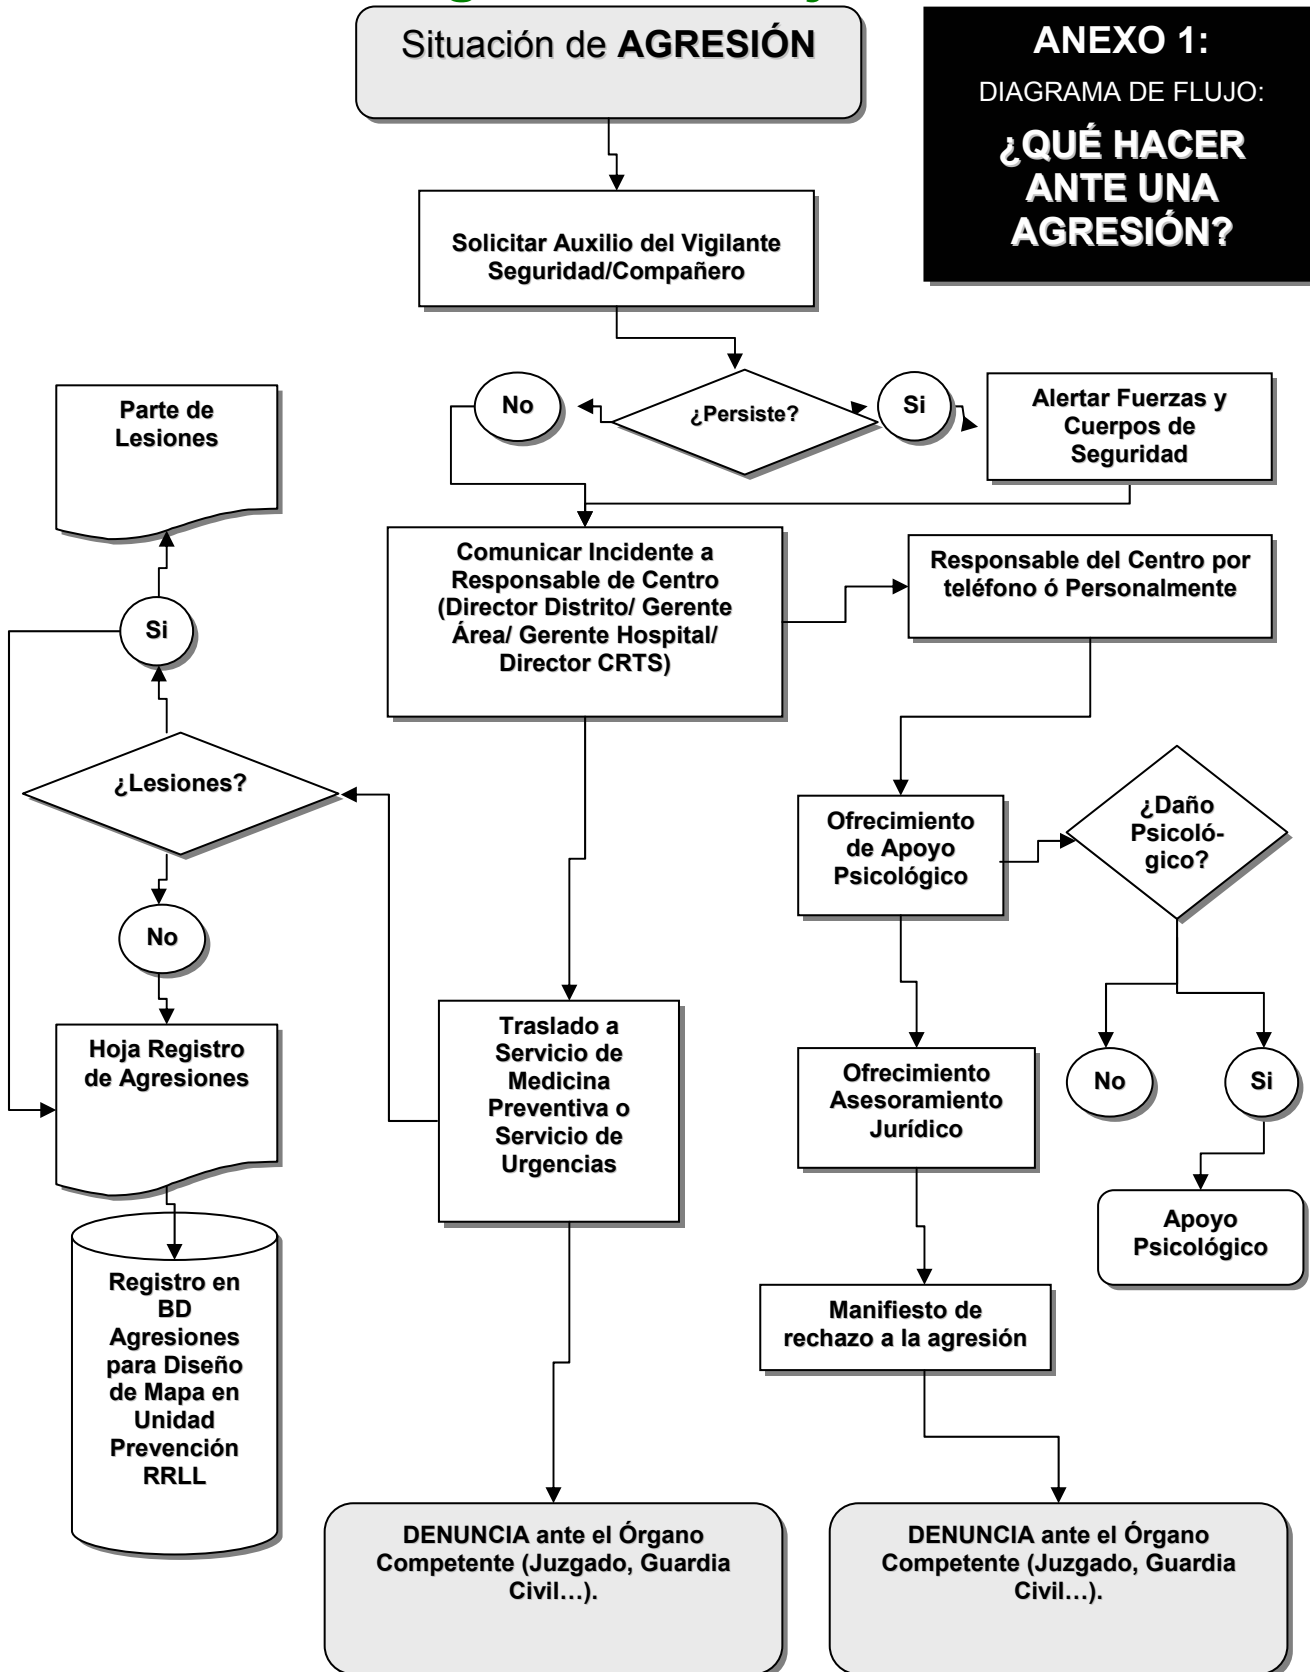 Situación de AGRESIÓN
ANEXO 1:
DIAGRAMA DE FLUJO:
¿QUÉ HACER
ANTE UNA
AGRESIÓN?
Solicitar Auxilio del Vigilante
Seguridad/Compañero
¿Persiste?
No
Si
Alertar Fuerzas y
Cuerpos de
Seguridad
Parte de
Lesiones
Comunicar Incidente a
Responsable de Centro
(Director Distrito/ Gerente
Área/ Gerente Hospital/
Director CRTS)
Responsable del Centro por
teléfono ó Personalmente
Si
¿Lesiones?
No
Ofrecimiento
de Apoyo
Psicológico
¿Daño
Psicoló-
gico?
Hoja Registro
de Agresiones
Traslado a
Servicio de
Medicina
Preventiva o
Servicio de
Urgencias
Ofrecimiento
Asesoramiento
Jurídico
No
Si
Apoyo
Psicológico
Registro en
BD
Agresiones
para Diseño
de Mapa en
Unidad
Prevención
RRLL
Manifiesto de
rechazo a la agresión
DENUNCIA ante el Órgano
Competente (Juzgado, Guardia
Civil…).
DENUNCIA ante el Órgano
Competente (Juzgado, Guardia
Civil…).